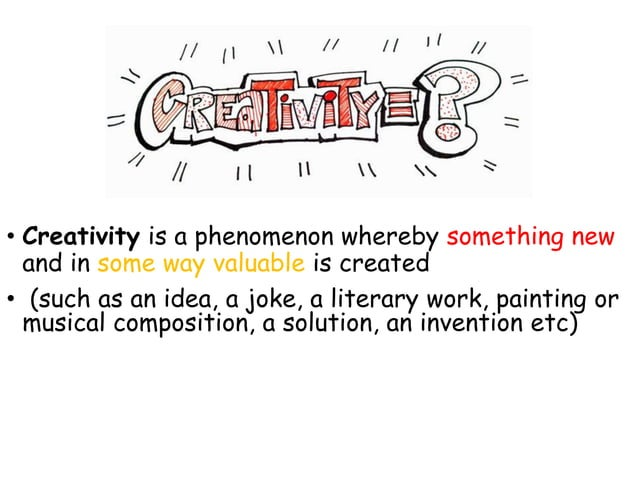 CREATiViTY=?
• Creativity is a phenomenon whereby something new
and in some way valuable is created
• (such as an idea, a joke, a literary work, painting or
musical composition, a solution, an invention etc)